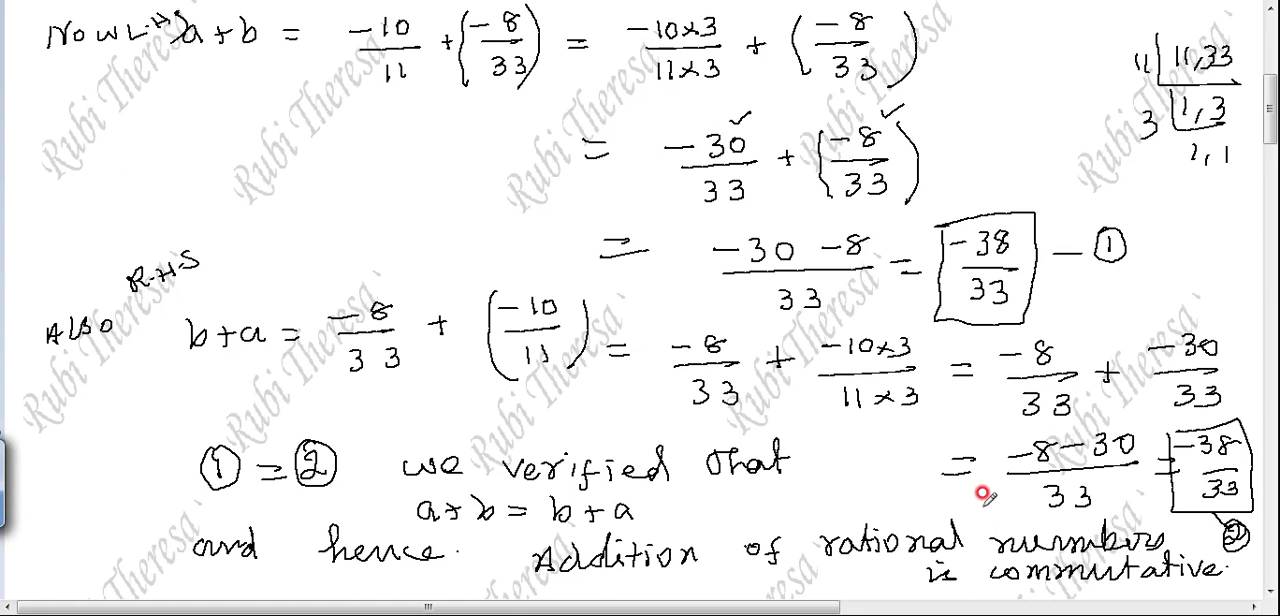 Now L.H.S a + b = -10/11 + (-8/33) = -10×3/11×3 + (-8/33)
11 | 11, 33
3 | 1, 3
1, 1
= -30/33 + (-8/33)
= -30 -8/33 = -38/33 — ①
R.H.S
Also b + a = -8/33 + (-10/11) = -8/33 + -10×3/11×3 = -8/33 + -30/33
= -8-30/33 = -38/33 ②
① = ② we verified that
a + b = b + a
and hence. Addition of rational numbers
is commutative.
Rubi Theresa